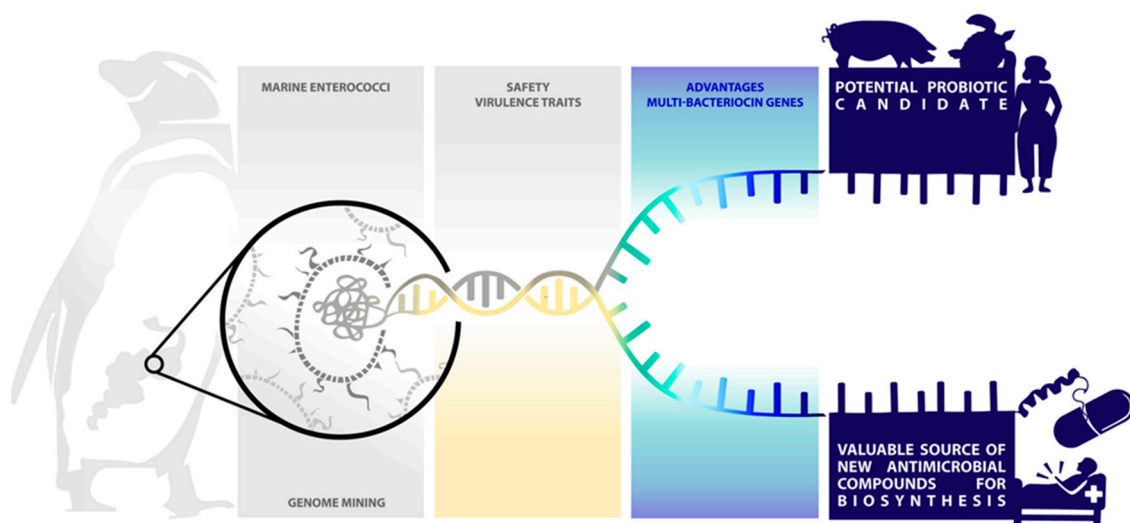 MARINE ENTEROCOCCI
SAFETY
VIRULENCE TRAITS
ADVANTAGES
MULTI-BACTERIOCIN GENES
POTENTIAL PROBIOTIC
CANDIDATE
GENOME MINING
VALUABLE SOURCE OF
NEW ANTIMICROBIAL
COMPOUNDS FOR
BIOSYNTHESIS